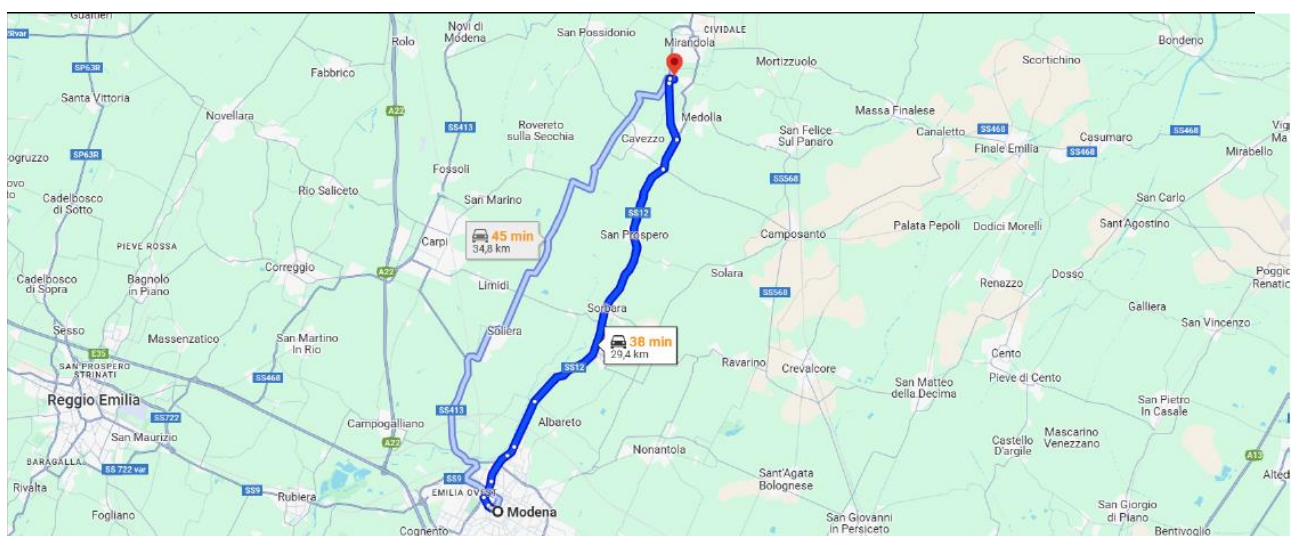 Gualtieri
Novi di
Modena
San Possidonio
CIVIDALE
Mirandola
Bondeno
Rolo
SP63R
Fabbrico
Mortizzuolo
Scortichino
Santa Vittoria
Novellara
A22
SS413
Rovereto
sulla Secchia
Medolla
Massa Finalese
Canaletto
SS468
Casumaro
SS468
Cavezzo
San Felice
Sul Panaro
Finale Emilia
SS468
Mirabello
SP63R
Fossoli
Rio Saliceto
SS568
Cadelbosco
di Sotto
San Marino
SS12
San Carlo
45 min
34,8 km
San Prospero
Camposanto
Palata Pepoli
Dodici Morelli
Sant'Agostino
PIEVE ROSSA
Carpi
Correggio
A22
Cadelbosco
di Sopra
Bagnolo
in Piano
Limidi
Solara
SS568
Renazzo
Dosso
Poggio
Renatico
Sorbara
Galliera
San Vincenzo
Sesso
Massenzatico
San Martino
In Rio
Soliera
38 min
29,4 km
E35
SAN PROSPERO
STRINATI
SS468
SS12
Ravarino
Crevalcore
Cento
Pieve di Cento
San Matteo
della Decima
Reggio Emilia
SS722
SS413
Campogalliano
Albareto
San Pietro
In Casale
San Maurizio
A22
Nonantola
Castello
D'argile
Mascarino
Venezzano
BARAGALLA
SS 722 var
SS9
A13
Sant'Agata
Bolognese
Rivalta
SS9
EMILIA OVEST
Rubiera
Modena
Fogliano
Cognento
San Giovanni
in Persiceto
San Giorgio
di Piano
Bentivoglio